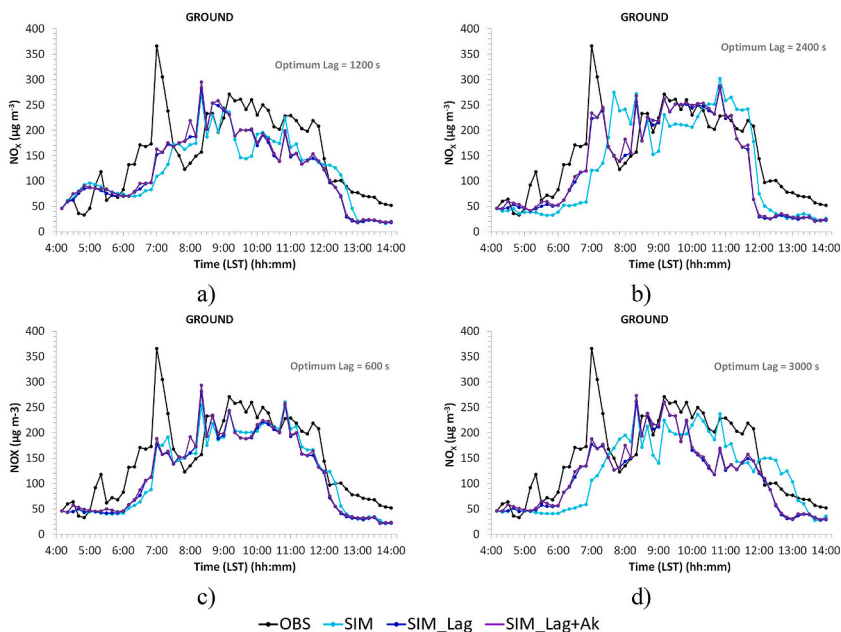 GROUND
Optimum Lag = 1200 s
400
350
300
250
200
150
100
50
0
NOX (µg m-3)
4:00 5:00 6:00 7:00 8:00 9:00 10:00 11:00 12:00 13:00 14:00
Time (LST) (hh:mm)
a)
GROUND
Optimum Lag = 2400 s
400
350
300
250
200
150
100
50
0
NOX (µg m-3)
4:00 5:00 6:00 7:00 8:00 9:00 10:00 11:00 12:00 13:00 14:00
Time (LST) (hh:mm)
b)
GROUND
Optimum Lag = 600 s
400
350
300
250
200
150
100
50
0
NOX (µg m-3)
4:00 5:00 6:00 7:00 8:00 9:00 10:00 11:00 12:00 13:00 14:00
Time (LST) (hh:mm)
c)
GROUND
Optimum Lag = 3000 s
400
350
300
250
200
150
100
50
0
NOX (µg m-3)
4:00 5:00 6:00 7:00 8:00 9:00 10:00 11:00 12:00 13:00 14:00
Time (LST) (hh:mm)
d)
OBS SIM SIM_Lag SIM_Lag+Ak